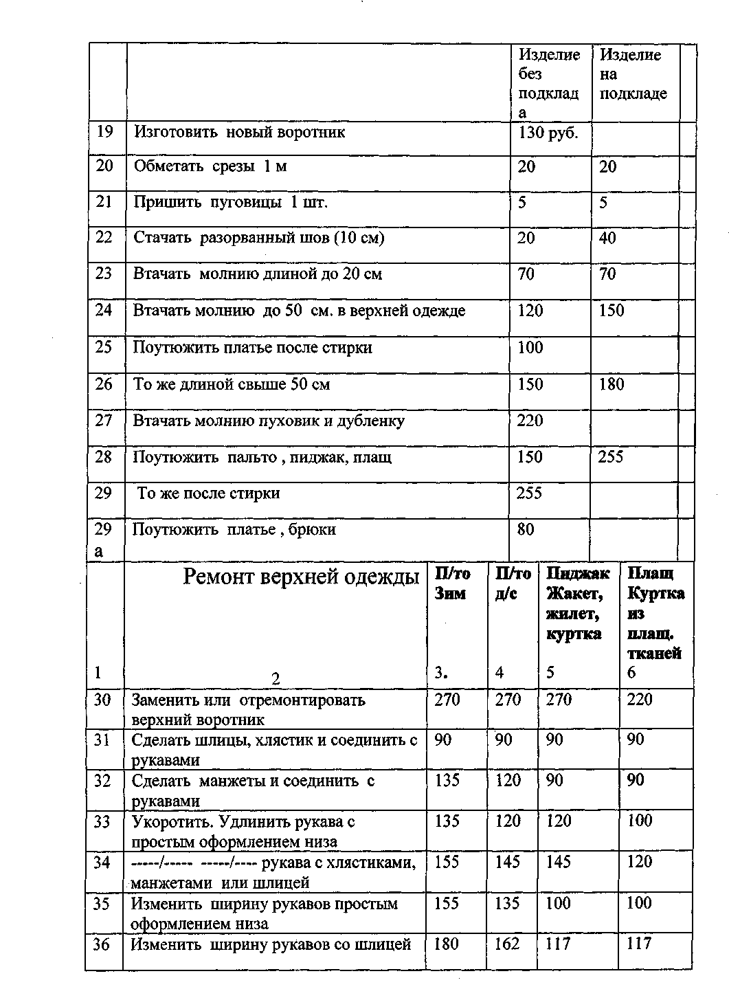 Изделие без подклад а Изделие на подкладе
19 Изготовить новый воротник 130 руб.
20 Обметать срезы 1 м 20 20
21 Пришить пуговицы 1 шт. 5 5
22 Стачать разорванный шов (10 см) 20 40
23 Втачать молнию длиной до 20 см 70 70
24 Втачать молнию до 50 см. в верхней одежде 120 150
25 Поутюжить платье после стирки 100
26 То же длиной свыше 50 см 150 180
27 Втачать молнию пуховик и дубленку 220
28 Поутюжить пальто , пиджак, плащ 150 255
29 То же после стирки 255
29 Поутюжить платье , брюки 80
а
Ремонт верхней одежды П/то П/то Пиджак Плащ
Зим д/с Жакет, Куртка
жилет, из
куртка плащ.
тканей
1 2 3. 4 5 6
30 Заменить или отремонтировать 270 270 270 220
верхний воротник
31 Сделать шлицы, хлястик и соединить с 90 90 90 90
рукавами
32 Сделать манжеты и соединить с 135 120 90 90
рукавами
33 Укоротить. Удлинить рукава с 135 120 120 100
простым оформлением низа
34 -----/----- -----/---- рукава с хлястиками, 155 145 145 120
манжетами или шлицей
35 Изменить ширину рукавов простым 155 135 100 100
оформлением низа
36 Изменить ширину рукавов со шлицей 180 162 117 117